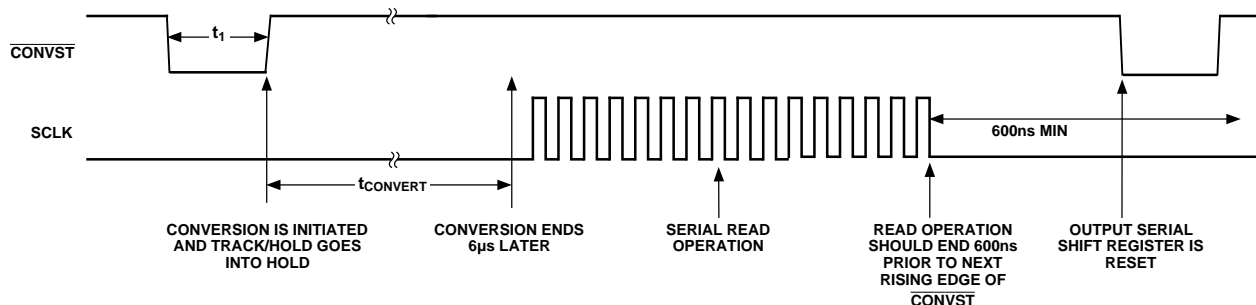 t1
CONVST
SCLK
600ns MIN
tCONVERT
CONVERSION IS INITIATED
AND TRACK/HOLD GOES
INTO HOLD
CONVERSION ENDS
6µs LATER
SERIAL READ
OPERATION
READ OPERATION
SHOULD END 600ns
PRIOR TO NEXT
RISING EDGE OF
CONVST
OUTPUT SERIAL
SHIFT REGISTER IS
RESET